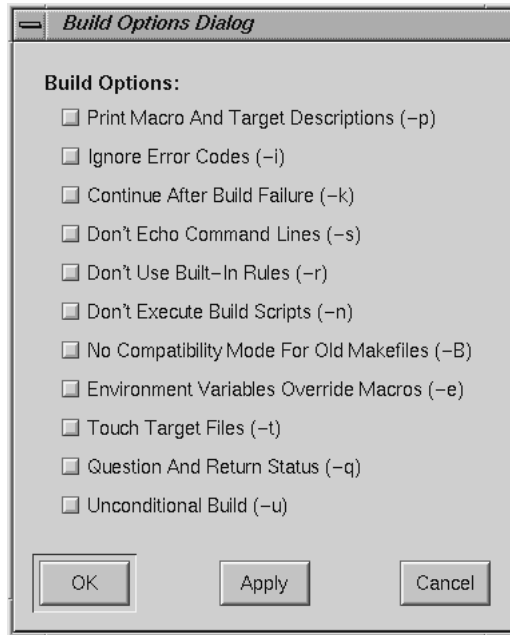 Build Options Dialog
Build Options:
Print Macro And Target Descriptions (-p)
Ignore Error Codes (-i)
Continue After Build Failure (-k)
Don't Echo Command Lines (-s)
Don't Use Built-In Rules (-r)
Don't Execute Build Scripts (-n)
No Compatibility Mode For Old Makefiles (-B)
Environment Variables Override Macros (-e)
Touch Target Files (-t)
Question And Return Status (-q)
Unconditional Build (-u)
OK Apply Cancel